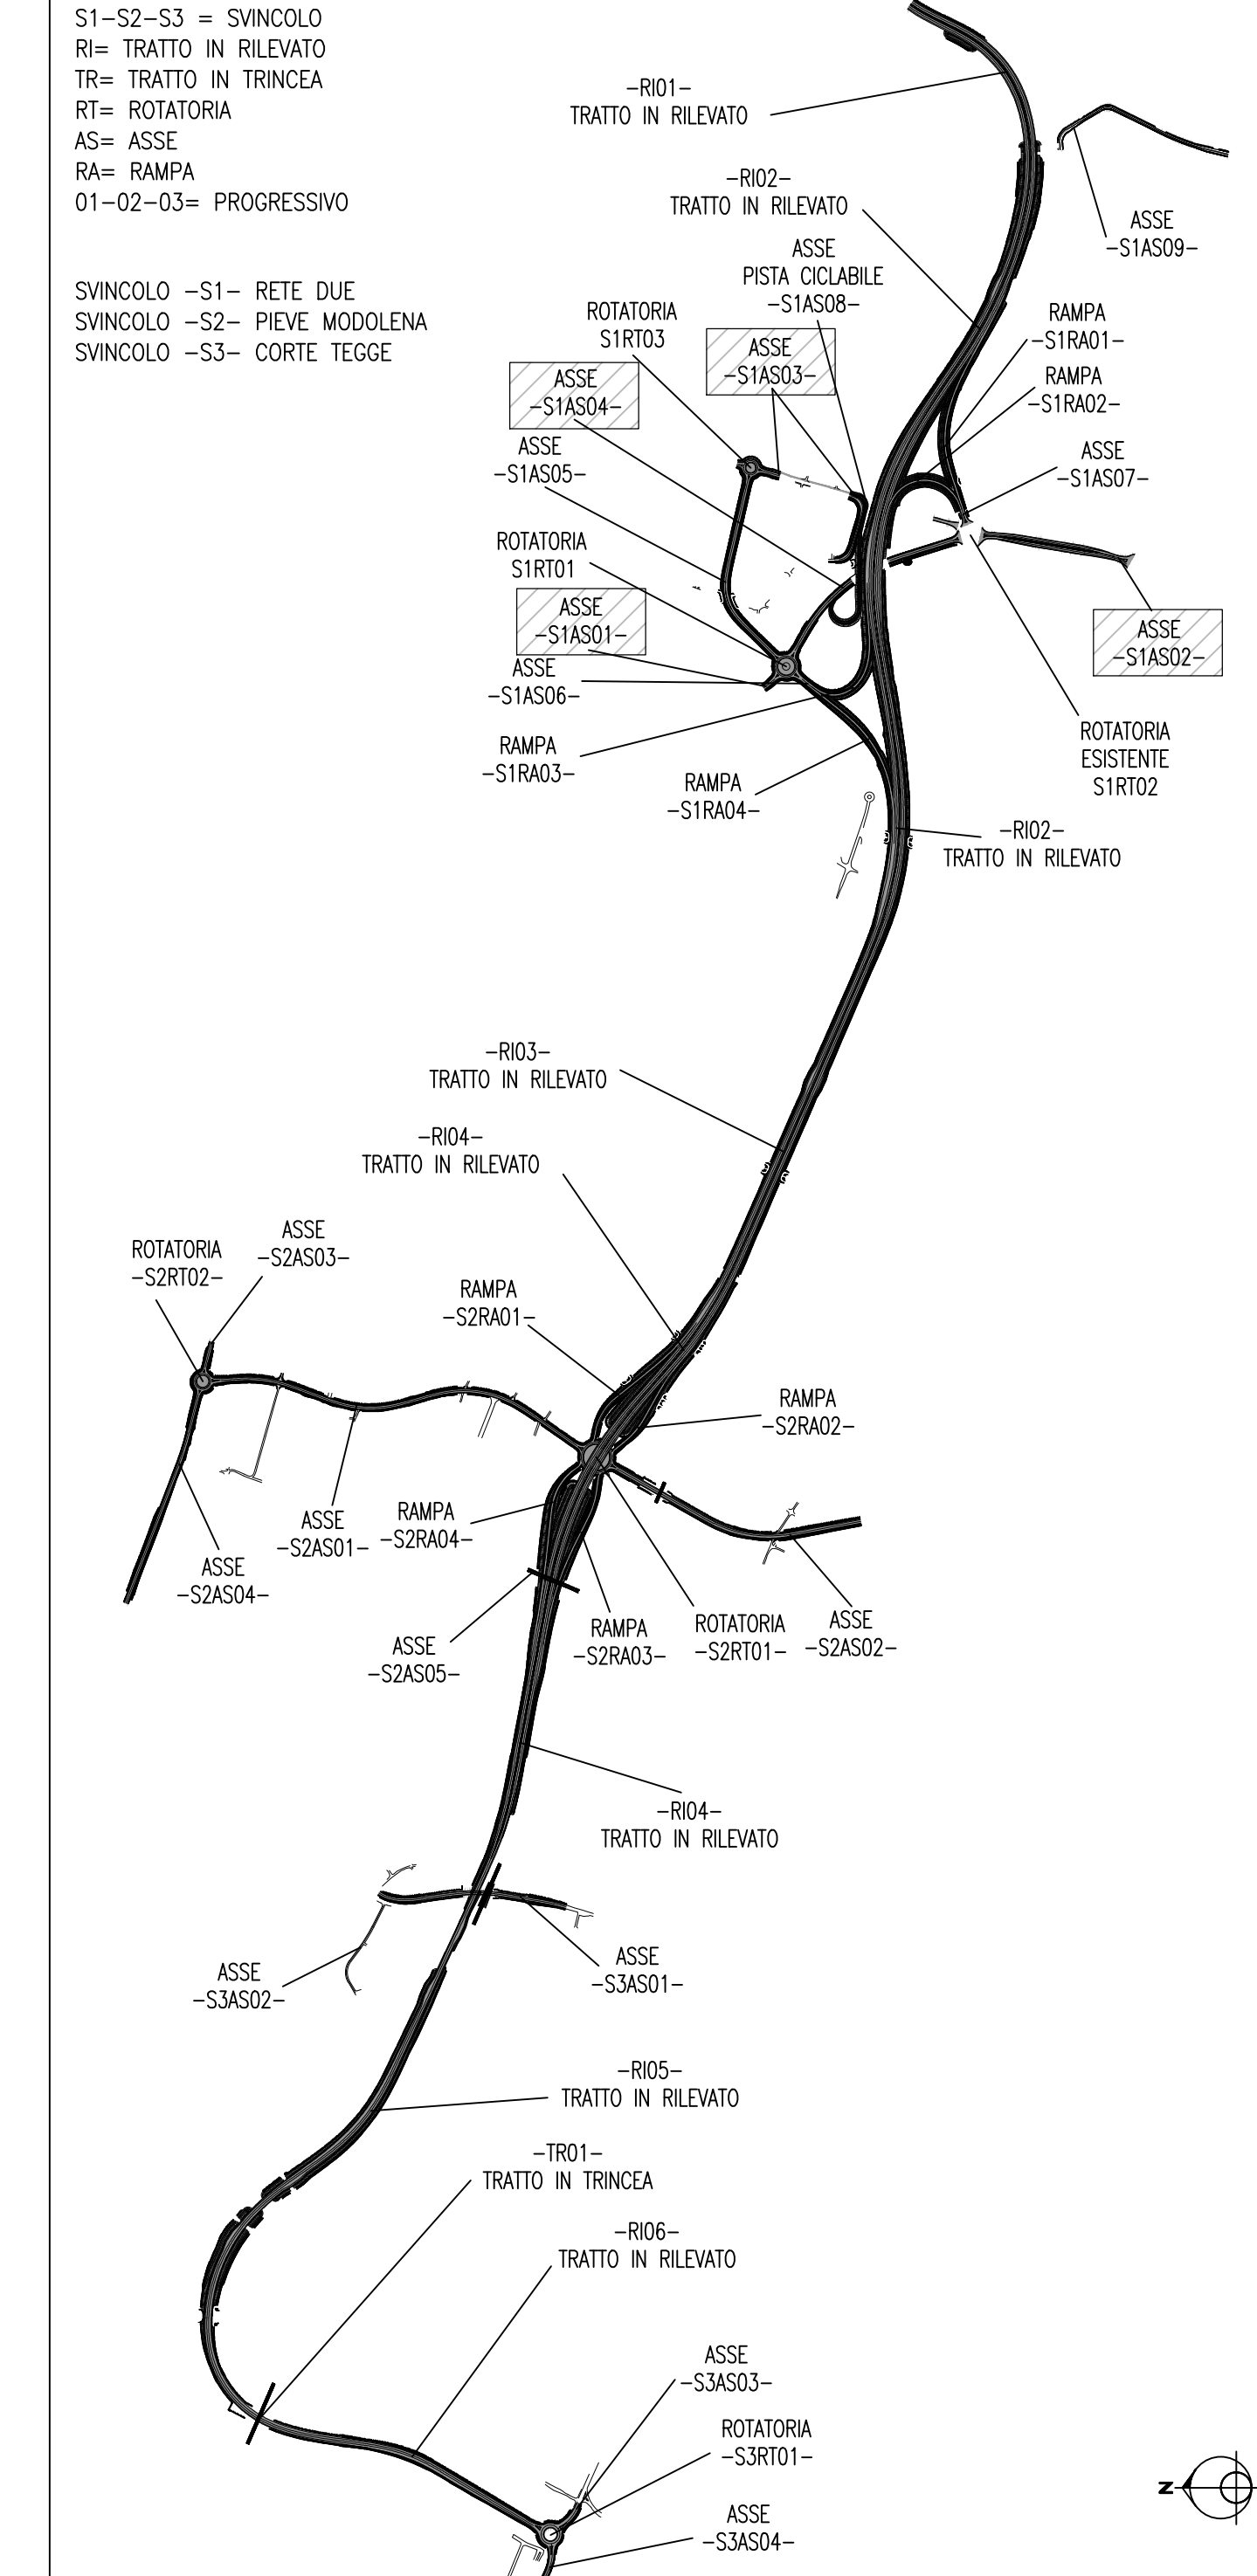 S1-S2-S3 = SVINCOLO
RI= TRATTO IN RILEVATO
TR= TRATTO IN TRINCEA
RT= ROTATORIA
AS= ASSE
RA= RAMPA
01-02-03= PROGRESSIVO
SVINCOLO -S1- RETE DUE
SVINCOLO -S2- PIEVE MODOLENA
SVINCOLO -S3- CORTE TEGGE
-RI01-
TRATTO IN RILEVATO
-RI02-
TRATTO IN RILEVATO
ASSE
-S1AS09-
ASSE
PISTA CICLABILE
-S1AS08-
ROTATORIA
S1RT03
RAMPA
-S1RA01-
ASSE
-S1AS03-
ASSE
-S1AS04-
RAMPA
-S1RA02-
ASSE
-S1AS05-
ASSE
-S1AS07-
ROTATORIA
S1RT01
ASSE
-S1AS01-
ASSE
-S1AS02-
ASSE
-S1AS06-
RAMPA
-S1RA03-
ROTATORIA
ESISTENTE
S1RT02
RAMPA
-S1RA04-
-RI02-
TRATTO IN RILEVATO
-RI03-
TRATTO IN RILEVATO
-RI04-
TRATTO IN RILEVATO
ASSE
-S2AS03-
ROTATORIA
-S2RT02-
RAMPA
-S2RA01-
RAMPA
-S2RA02-
RAMPA
-S2RA04-
ASSE
-S2AS01-
ASSE
-S2AS04-
ASSE
-S2AS05-
RAMPA
-S2RA03-
ROTATORIA
-S2RT01-
ASSE
-S2AS02-
-RI04-
TRATTO IN RILEVATO
ASSE
-S3AS01-
ASSE
-S3AS02-
-RI05-
TRATTO IN RILEVATO
-TR01-
TRATTO IN TRINCEA
-RI06-
TRATTO IN RILEVATO
ASSE
-S3AS03-
ROTATORIA
-S3RT01-
N
ASSE
-S3AS04-